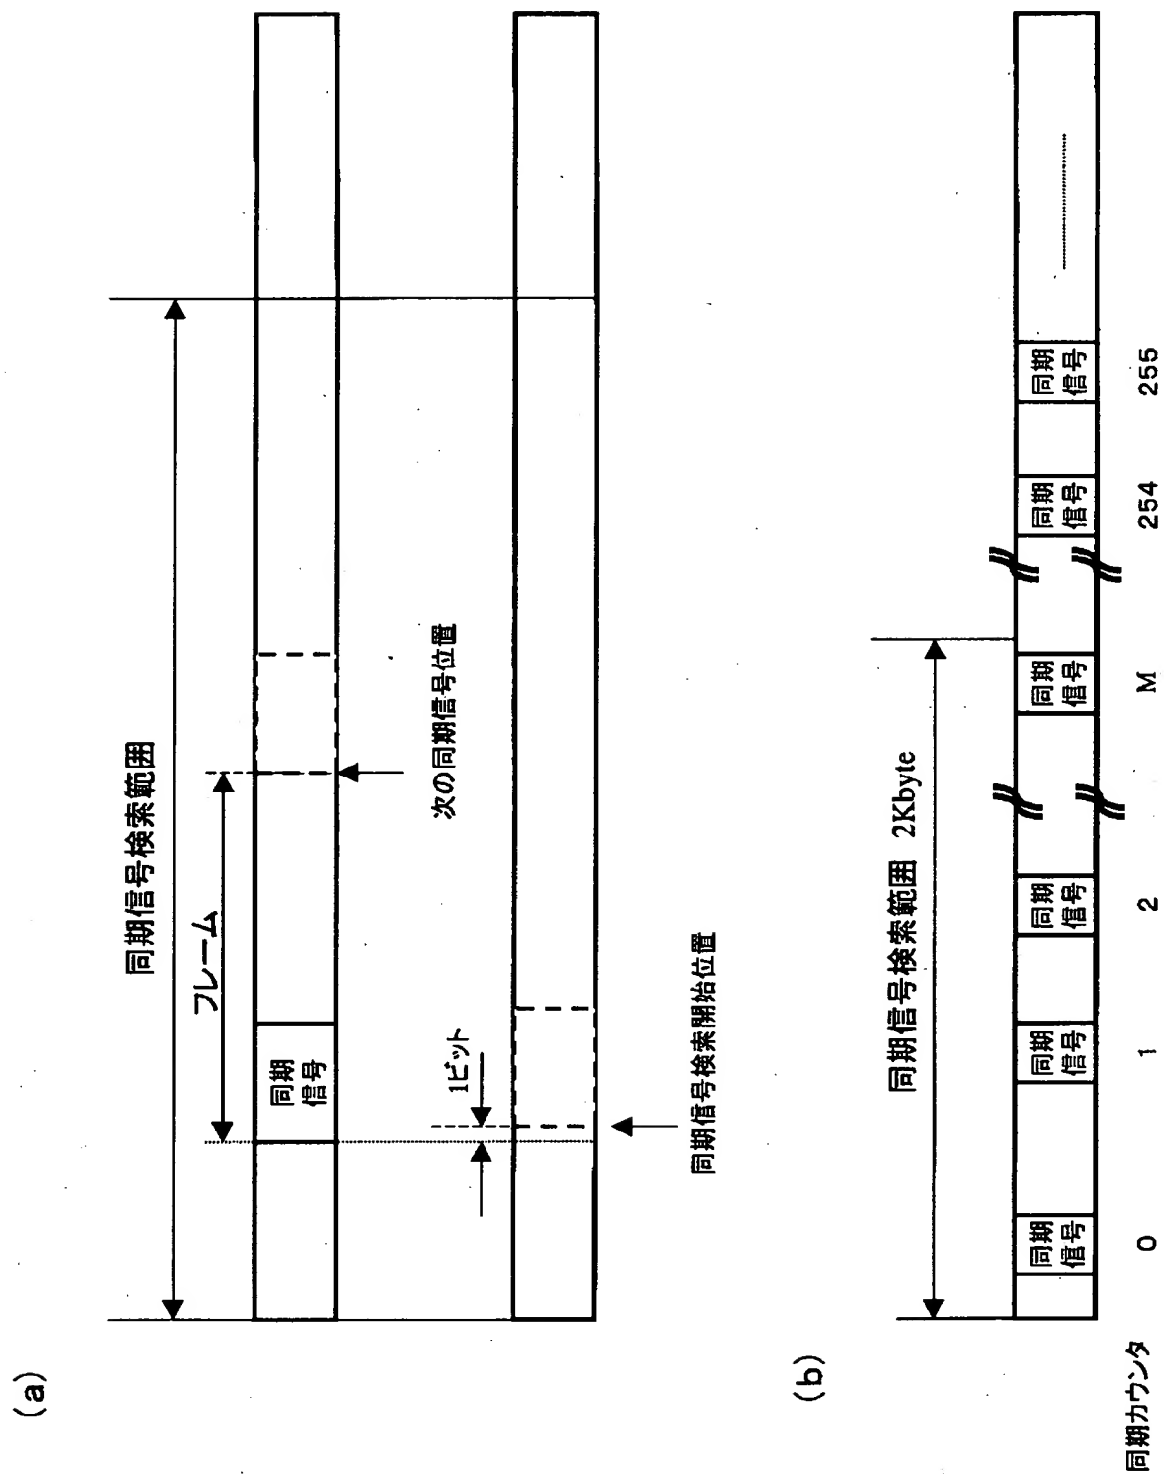 (a)
同期信号検索範囲
フレーム
同期
信号
次の同期信号位置
1ビット
同期信号検索開始位置
(b)
同期信号検索範囲 2Kbyte
同期
信号
同期
信号
同期
信号
同期
信号
同期
信号
同期
信号
同期カウンタ 0 1 2 M 254 255